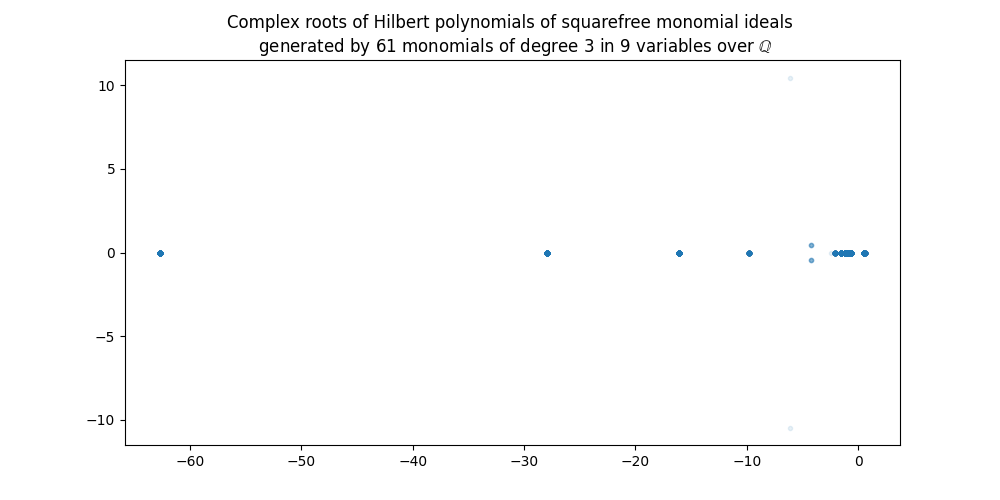 Complex roots of Hilbert polynomials of squarefree monomial ideals
generated by 61 monomials of degree 3 in 9 variables over ℚ
10
5
0
−5
−10
−60 −50 −40 −30 −20 −10 0